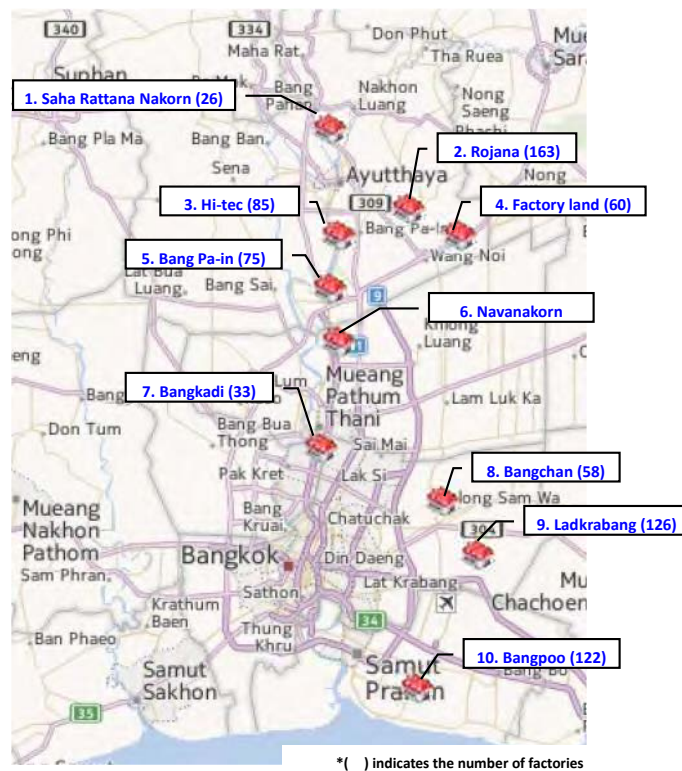 340
334
Don Phut
Maha Rat.
Tha Ruea
Suphan
1. Saha Rattana Nakorn (26)
Bang
Pahan
Nakhon
Luang
Nong
Saeng
Bang Pla Ma
Bang Ban.
2. Rojana (163)
Sena
Ayutthaya
Nong
309
3. Hi-tec (85)
4. Factory land (60)
Bang Pa-In
Wang Noi
5. Bang Pa-in (75)
Luang.
Bang Sai.
9
6. Navanakorn
Luang
Mueang
Pathum
Thani
7. Bangkadi (33)
Lam Luk Ka
Don Tum
Bang Bua
Thong
Sai Mai
Pak Kret
Lak Si
8. Bangchan (58)
Nong Sam Wa
Mueang
Nakhon
Pathom
Bang
Kruai
Chatuchak
304
9. Ladkrabang (126)
Bangkok
Din Daeng
Sam Phran.
Lat Krabang
Sathon
Chachoen
Krathum
Baen
34
Thung
Khru
Ban Phaeo
10. Bangpoo (122)
Samut
Sakhon
Samut
Bang Bo
35
*( ) indicates the number of factories